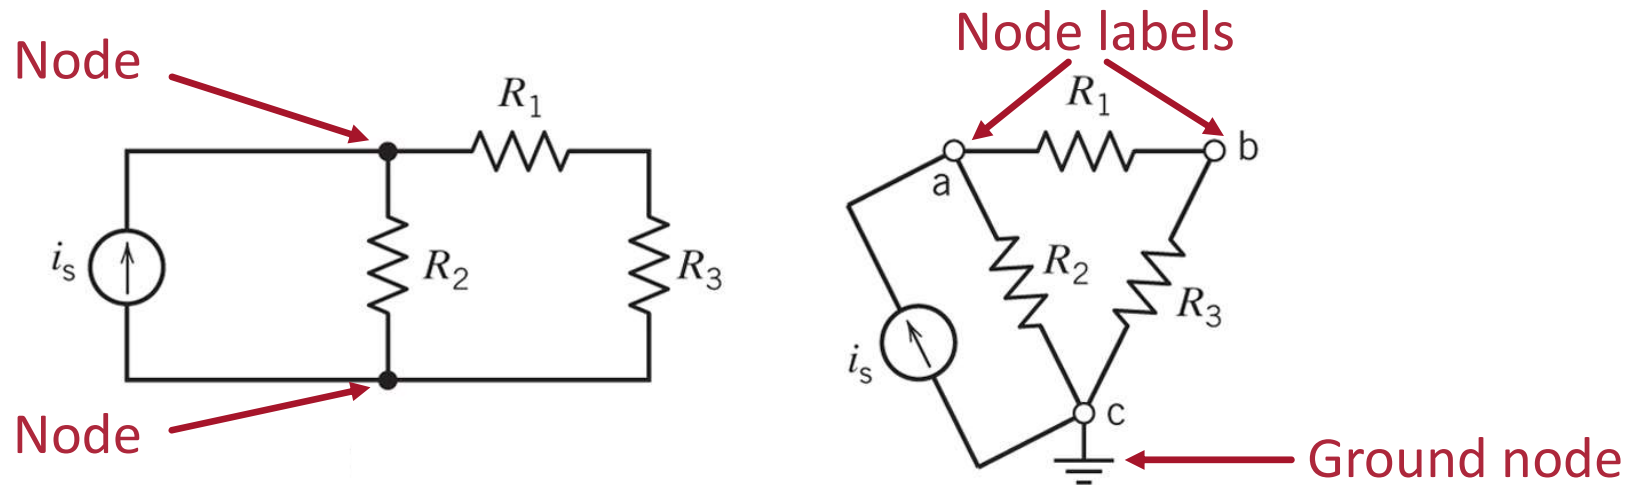 Node
R1
is
R2
R3
Node
Node labels
R1
a
b
R2
R3
is
c
Ground node